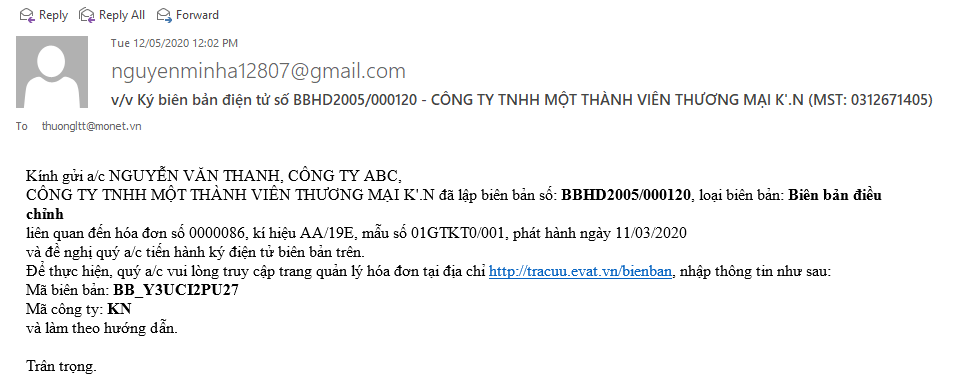 Reply Reply All Forward
Tue 12/05/2020 12:02 PM
nguyenminha12807@gmail.com
v/v Ký biên bản điện tử số BBHD2005/000120 - CÔNG TY TNHH MỘT THÀNH VIÊN THƯƠNG MẠI K'.N (MST: 0312671405)
To thuongltt@monet.vn
Kính gửi a/c NGUYỄN VĂN THANH, CÔNG TY ABC,
CÔNG TY TNHH MỘT THÀNH VIÊN THƯƠNG MẠI K'.N đã lập biên bản số: BBHD2005/000120, loại biên bản: Biên bản điều
chỉnh
liên quan đến hóa đơn số 0000086, kí hiệu AA/19E, mẫu số 01GTKT0/001, phát hành ngày 11/03/2020
và đề nghị quý a/c tiến hành ký điện tử biên bản trên.
Để thực hiện, quý a/c vui lòng truy cập trang quản lý hóa đơn tại địa chỉ http://tracuu.evat.vn/bienban, nhập thông tin như sau:
Mã biên bản: BB_Y3UCI2PU27
Mã công ty: KN
và làm theo hướng dẫn.
Trân trọng.